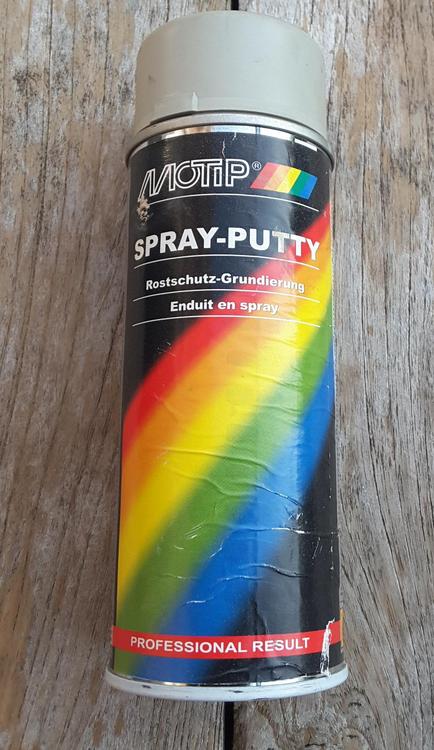 MOTIP®
SPRAY-PUTTY
Rostschutz-Grundierung
Enduit en spray
PROFESSIONAL RESULT